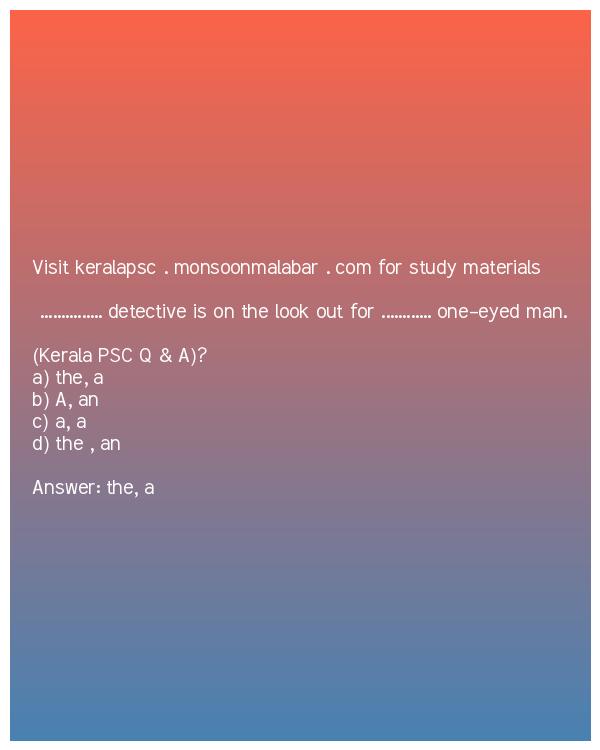 Visit keralapsc . monsoonmalabar . com for study materials
............... detective is on the look out for ............ one-eyed man.
(Kerala PSC Q & A)?
a) the, a
b) A, an
c) a, a
d) the , an
Answer: the, a